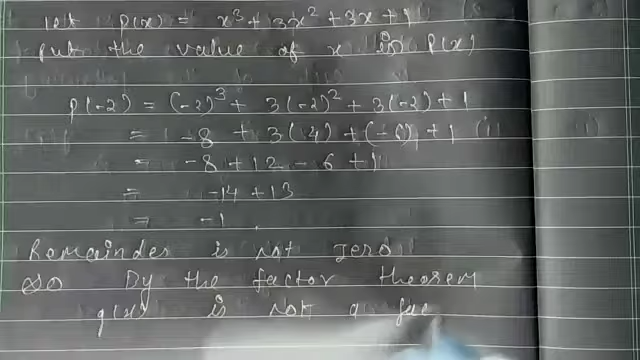 Let P(x) = x³ + 3x² + 3x + 1
Put the value of x in P(x)
P(-2) = (-2)³ + 3(-2)² + 3(-2) + 1
= -8 + 3(4) + (-6) + 1
= -8 + 12 - 6 + 1
= -14 + 13
= -1.
Remainder is not zero
So By the factor theorem
q(x) is not a fac